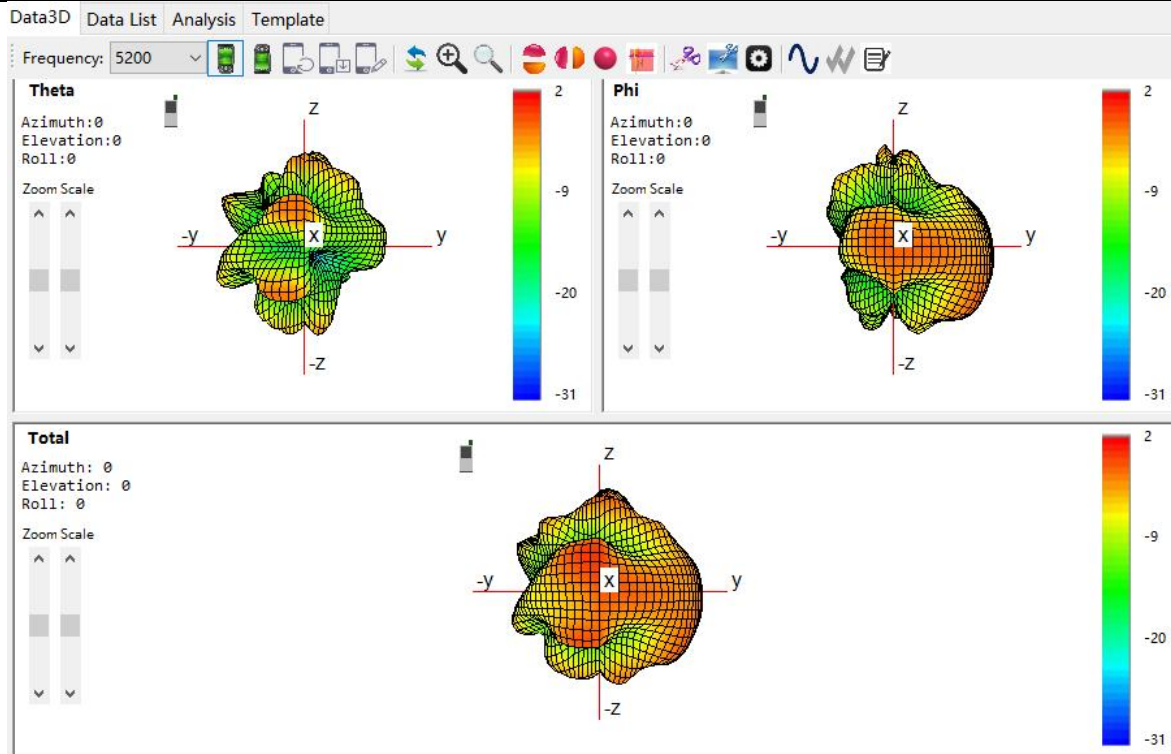 Data3D Data List Analysis Template
Frequency: 5200
Theta
Azimuth:0
Elevation:0
Roll:0
Zoom Scale
z
-y
X
y
-z
2
-9
-20
-31
Phi
Azimuth:0
Elevation:0
Roll:0
Zoom Scale
z
-y
X
y
-z
2
-9
-20
-31
Total
Azimuth: 0
Elevation: 0
Roll: 0
Zoom Scale
z
-y
X
y
-z
2
-9
-20
-31